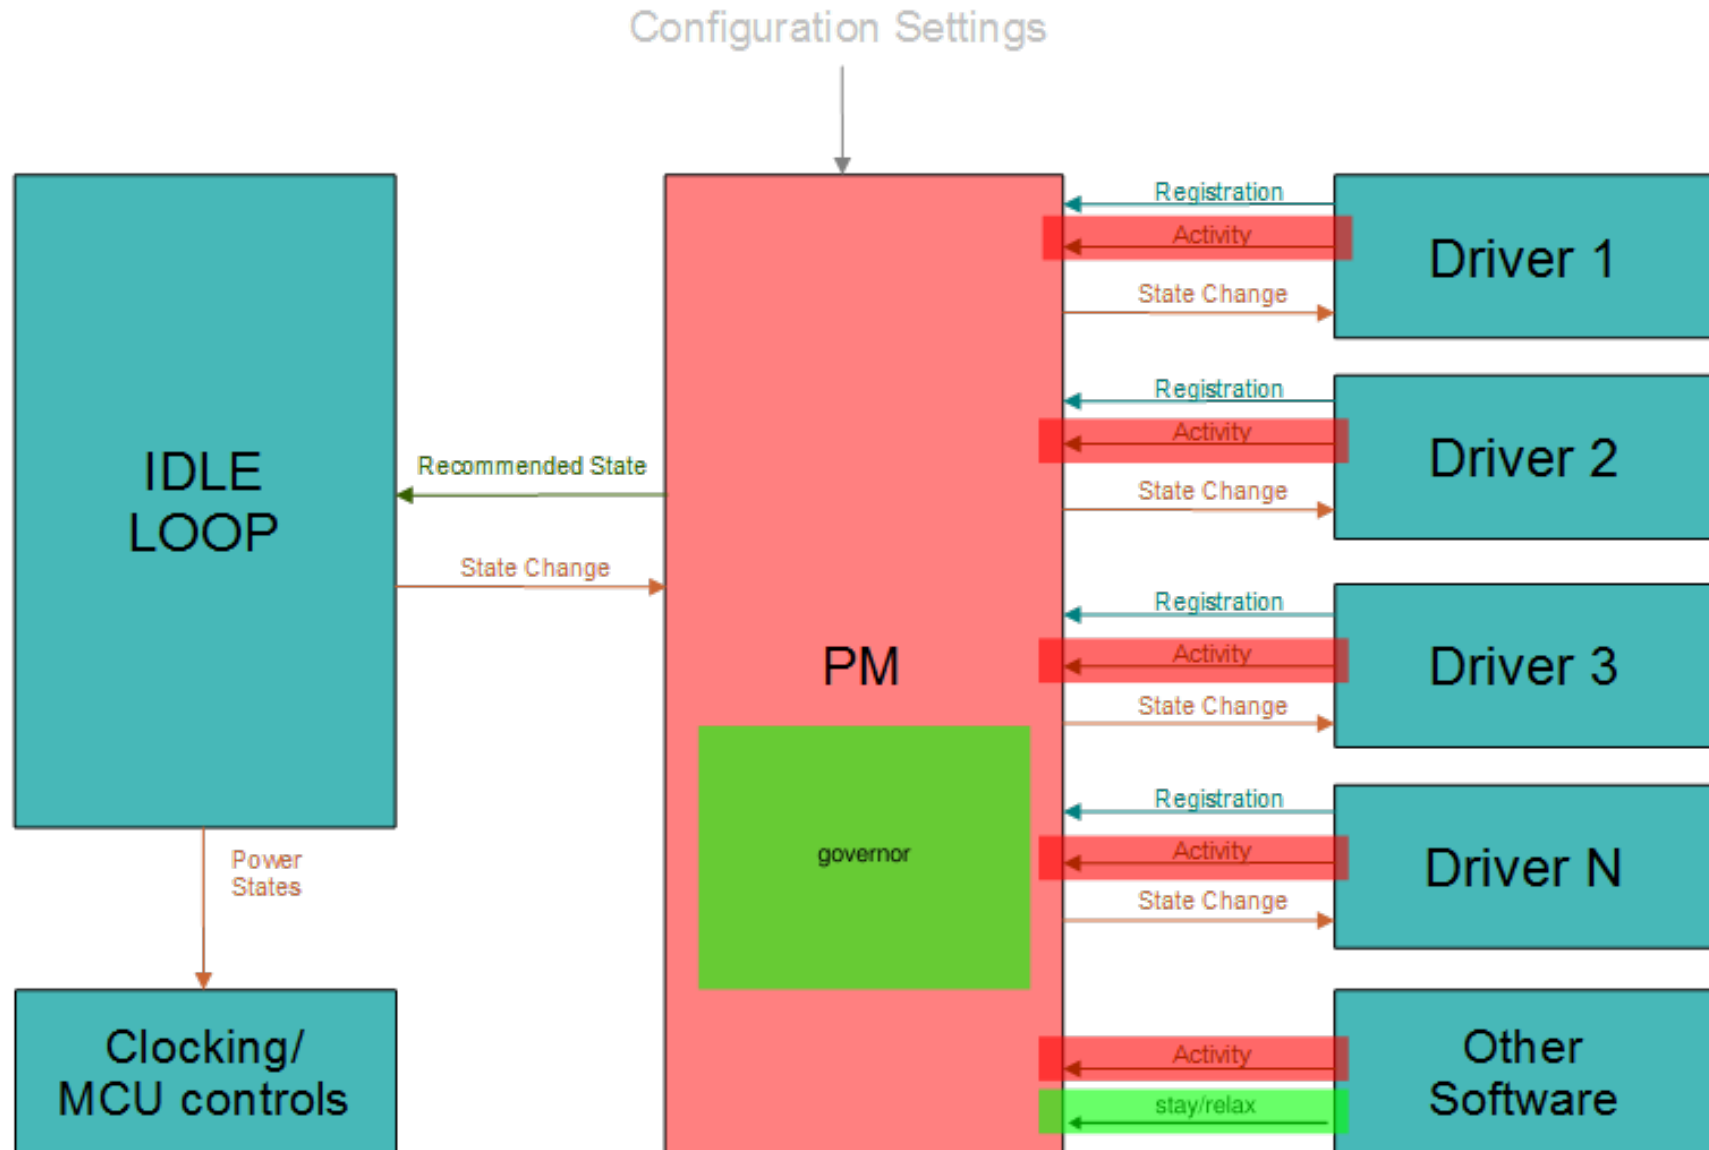 Configuration Settings
IDLE
LOOP
Recommended State
State Change
Power
States
Clocking/
MCU controls
PM
governor
Registration
Activity
State Change
Driver 1
Registration
Activity
State Change
Driver 2
Registration
Activity
State Change
Driver 3
Registration
Activity
State Change
Driver N
Activity
stay/relax
Other
Software